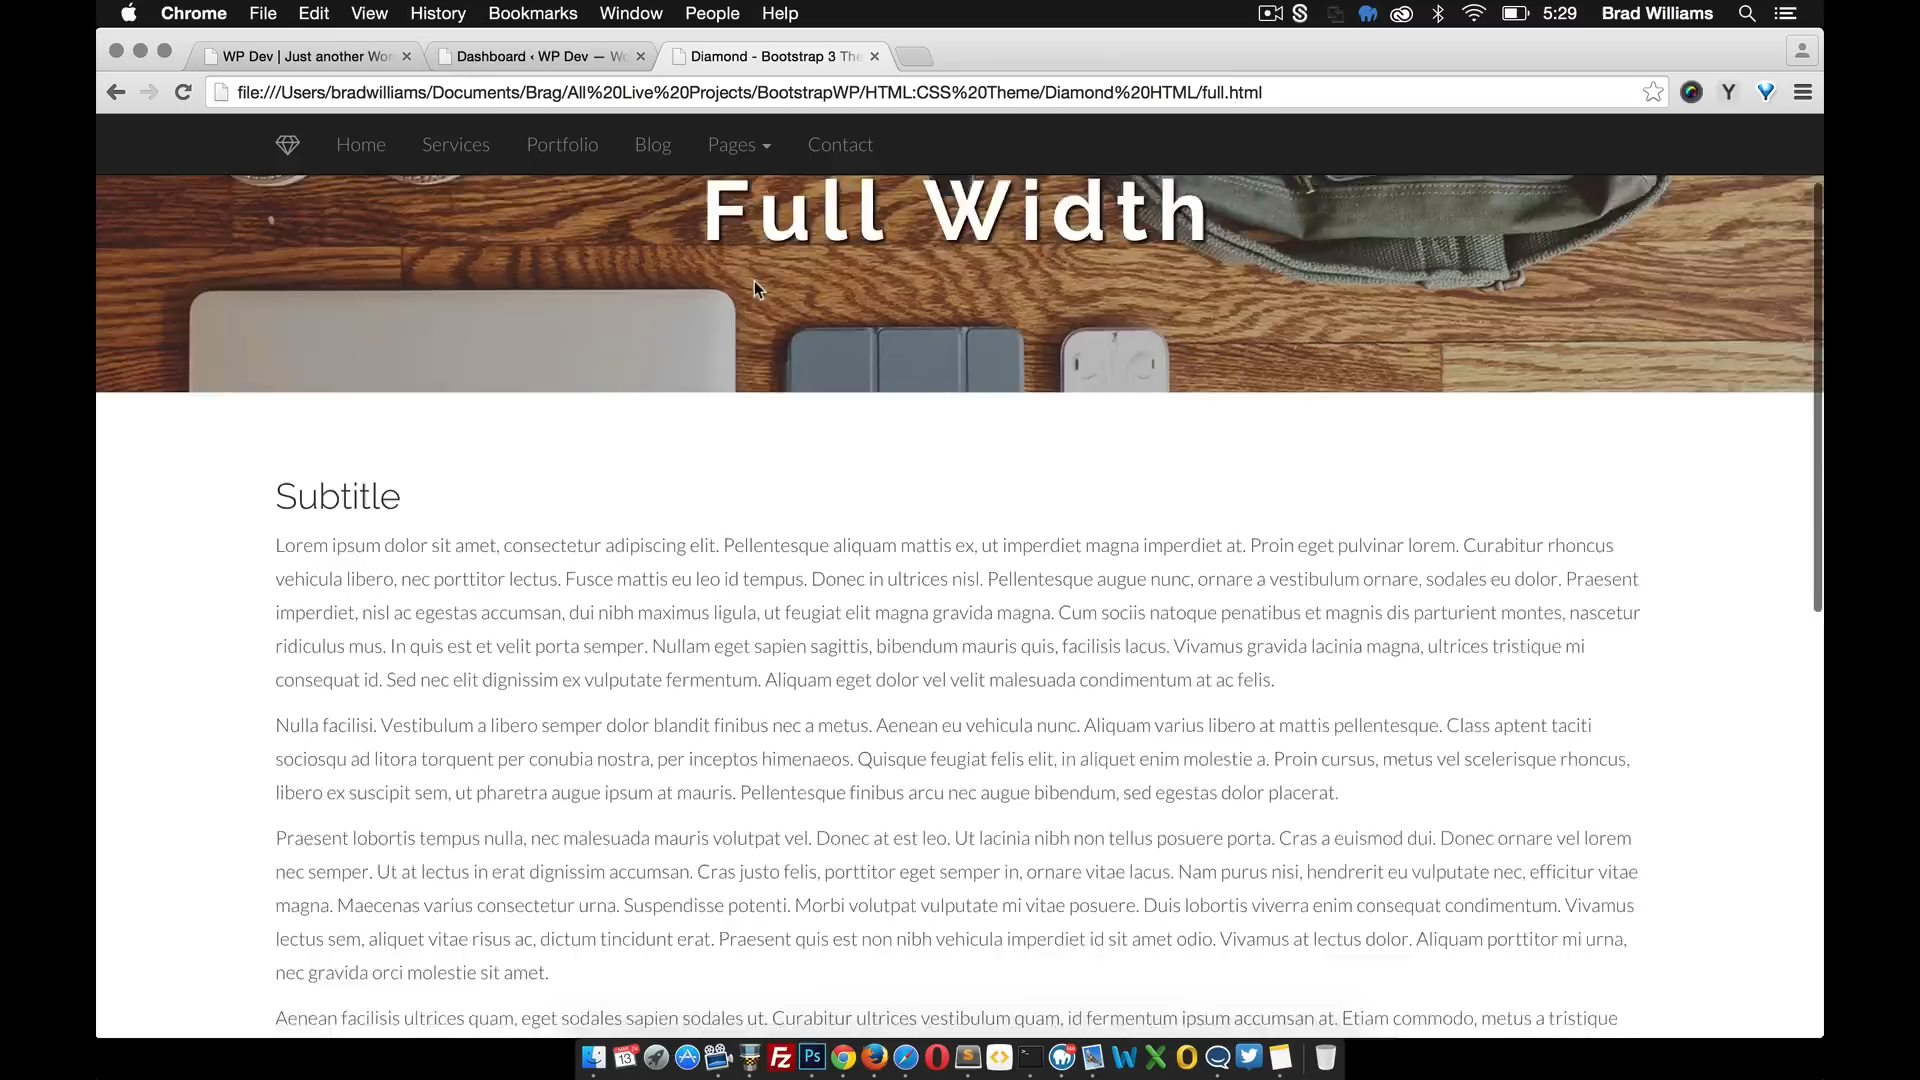 Chrome File Edit View History Bookmarks Window People Help 5:29 Brad Williams
WP Dev | Just another Wor Dashboard ‹ WP Dev — Wo Diamond - Bootstrap 3 The
file:///Users/bradwilliams/Documents/Brag/All%20Live%20Projects/BootstrapWP/HTML:CSS%20Theme/Diamond%20HTML/full.html
Home Services Portfolio Blog Pages Contact
Full Width
Subtitle
Lorem ipsum dolor sit amet, consectetur adipiscing elit. Pellentesque aliquam mattis ex, ut imperdiet magna imperdiet at. Proin eget pulvinar lorem. Curabitur rhoncus
vehicula libero, nec porttitor lectus. Fusce mattis eu leo id tempus. Donec in ultrices nisl. Pellentesque augue nunc, ornare a vestibulum ornare, sodales eu dolor. Praesent
imperdiet, nisl ac egestas accumsan, dui nibh maximus ligula, ut feugiat elit magna gravida magna. Cum sociis natoque penatibus et magnis dis parturient montes, nascetur
ridiculus mus. In quis est et velit porta semper. Nullam eget sapien sagittis, bibendum mauris quis, facilisis lacus. Vivamus gravida lacinia magna, ultrices tristique mi
consequat id. Sed nec elit dignissim ex vulputate fermentum. Aliquam eget dolor vel velit malesuada condimentum at ac felis.
Nulla facilisi. Vestibulum a libero semper dolor blandit finibus nec a metus. Aenean eu vehicula nunc. Aliquam varius libero at mattis pellentesque. Class aptent taciti
sociosqu ad litora torquent per conubia nostra, per inceptos himenaeos. Quisque feugiat felis elit, in aliquet enim molestie a. Proin cursus, metus vel scelerisque rhoncus,
libero ex suscipit sem, ut pharetra augue ipsum at mauris. Pellentesque finibus arcu nec augue bibendum, sed egestas dolor placerat.
Praesent lobortis tempus nulla, nec malesuada mauris volutpat vel. Donec at est leo. Ut lacinia nibh non tellus posuere porta. Cras a euismod dui. Donec ornare vel lorem
nec semper. Ut at lectus in erat dignissim accumsan. Cras justo felis, porttitor eget semper in, ornare vitae lacus. Nam purus nisi, hendrerit eu vulputate nec, efficitur vitae
magna. Maecenas varius consectetur urna. Suspendisse potenti. Morbi volutpat vulputate mi vitae posuere. Duis lobortis viverra enim consequat condimentum. Vivamus
lectus sem, aliquet vitae risus ac, dictum tincidunt erat. Praesent quis est non nibh vehicula imperdiet id sit amet odio. Vivamus at lectus dolor. Aliquam porttitor mi urna,
nec gravida orci molestie sit amet.
Aenean facilisis ultrices quam, eget sodales sapien sodales ut. Curabitur ultrices vestibulum quam, id fermentum ipsum accumsan at. Etiam commodo, metus a tristique